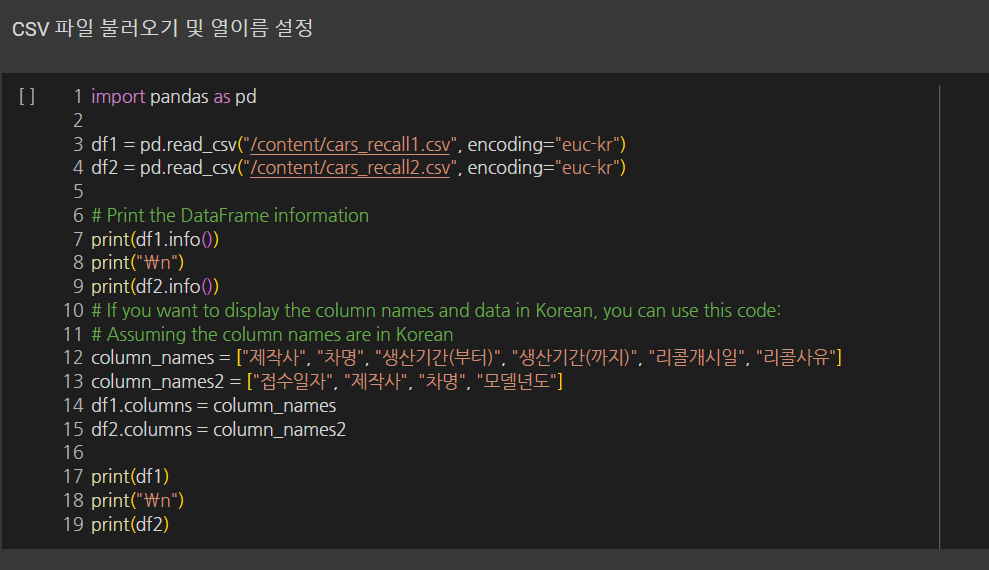 CSV 파일 불러오기 및 열이름 설정
[ ] 1 import pandas as pd
2
3 df1 = pd.read_csv("/content/cars_recall1.csv", encoding="euc-kr")
4 df2 = pd.read_csv("/content/cars_recall2.csv", encoding="euc-kr")
5
6 # Print the DataFrame information
7 print(df1.info())
8 print("₩n")
9 print(df2.info())
10 # If you want to display the column names and data in Korean, you can use this code:
11 # Assuming the column names are in Korean
12 column_names = ["제작사", "차명", "생산기간(부터)", "생산기간(까지)", "리콜개시일", "리콜사유"]
13 column_names2 = ["접수일자", "제작사", "차명", "모델년도"]
14 df1.columns = column_names
15 df2.columns = column_names2
16
17 print(df1)
18 print("₩n")
19 print(df2)